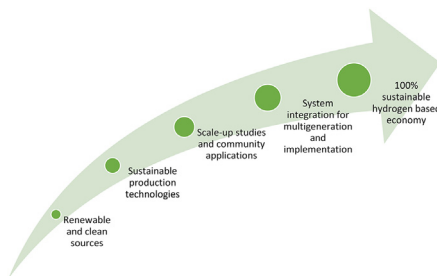 Renewable
and clean
sources
Sustainable
production
technologies
Scale-up studies
and community
applications
System
integration for
multigeneration
and
implementation
100%
sustainable
hydrogen based
economy